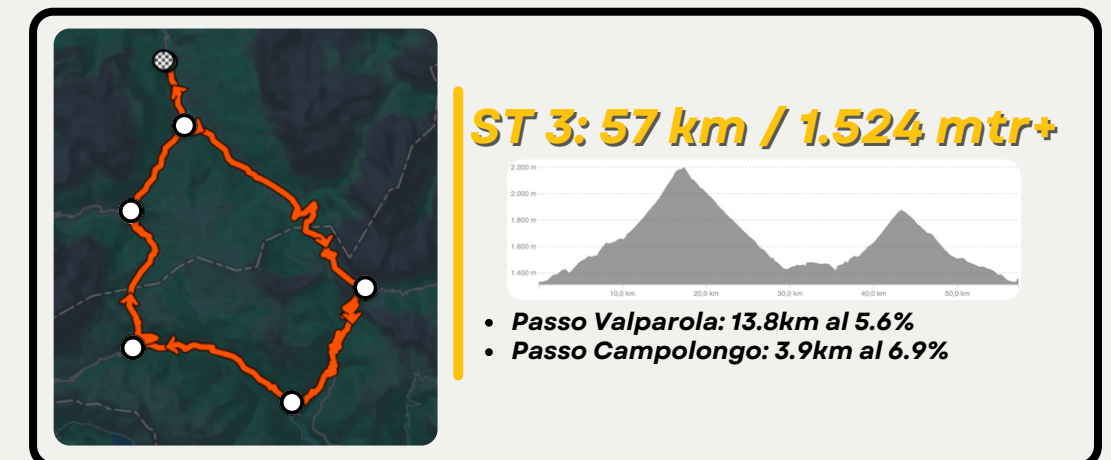 ST 3: 57 km / 1.524 mtr+
2.200 m
2.000 m
1.800 m
1.600 m
1.400 m
10,0 km 20,0 km 30,0 km 40,0 km 50,0 km
• Passo Valparola: 13.8km al 5.6%
• Passo Campolongo: 3.9km al 6.9%